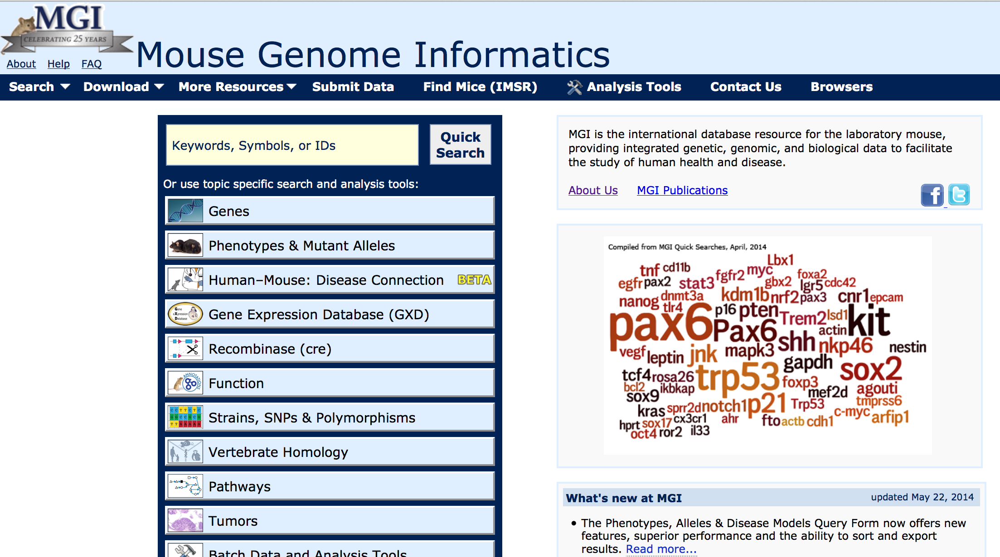 MGI
CELEBRATING 25 YEARS
About Help FAQ
Mouse Genome Informatics
Search Download More Resources Submit Data Find Mice (IMSR) Analysis Tools Contact Us Browsers
Keywords, Symbols, or IDs
Quick
Search
Or use topic specific search and analysis tools:
Genes
Phenotypes & Mutant Alleles
Human–Mouse: Disease Connection BETA
Gene
eXpression
Database
Gene Expression Database (GXD)
Recombinase (cre)
ANNOTATIONS
Function
C C T T C T C
G G C C G C G
T T A A A A A
Strains, SNPs & Polymorphisms
Vertebrate Homology
Pathways
Tumors
Batch Data and Analysis Tools
MGI is the international database resource for the laboratory mouse,
providing integrated genetic, genomic, and biological data to facilitate
the study of human health and disease.
About Us MGI Publications
f t
Compiled from MGI Quick Searches, April, 2014
Lbx1
tnf cd11b fgfr2 myc foxa2
egfr pax2 stat3 gbx2 lgr5 cdc42
nanog dnmt3a kdm1b nrf2 pax3 cnr1 epcam
tlr4 p16 pten Trem2 lsd1 kit
pax6 Pax6 shh actin nkp46 nestin
vegf leptin jnk mapk3 gapdh sox2
tcf4 rosa26 trp53 foxp3 mef2d agouti
bcl2 ikbkap tmprss6
sox9 kras sprr2d notch1 p21 Trp53 c-myc arfip1
hprt sox17 cx3cr1 ahr fto actb cdh1
oct4 ror2 il33
What's new at MGI updated May 22, 2014
• The Phenotypes, Alleles & Disease Models Query Form now offers new
features, superior performance and the ability to sort and export
results. Read more...